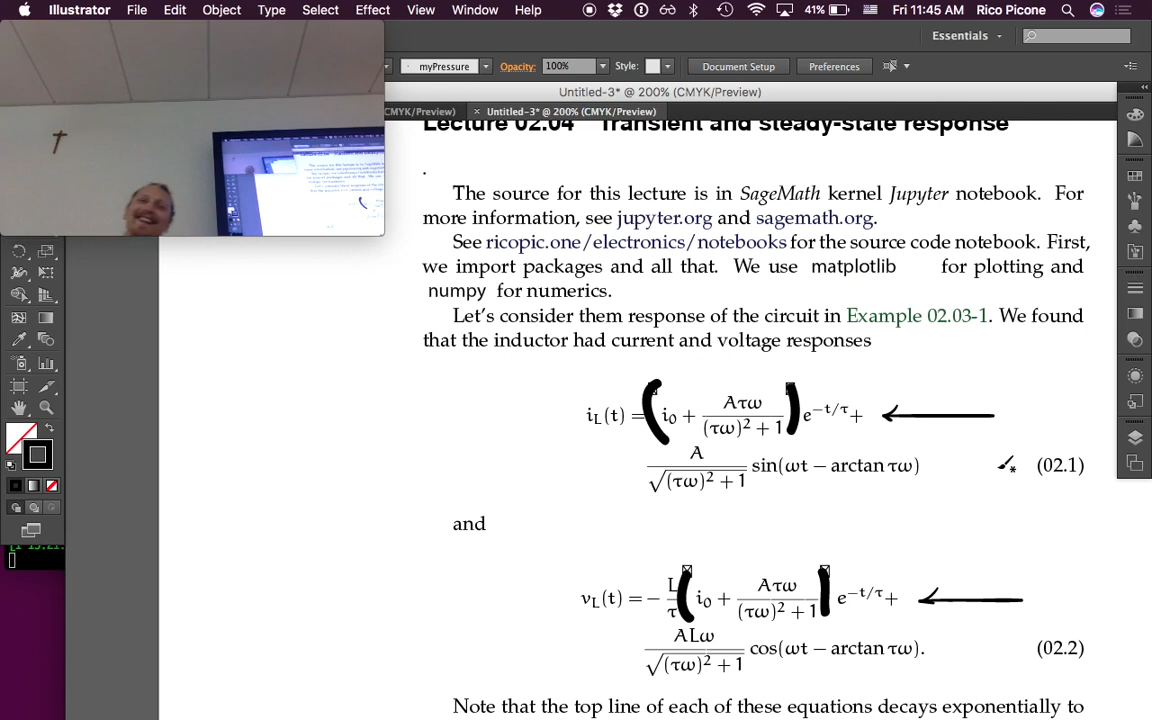 Illustrator File Edit Object Type Select Effect View Window Help 41% Fri 11:45 AM Rico Picone
Essentials
myPressure Opacity: 100% Style: Document Setup Preferences
Untitled-3* @ 200% (CMYK/Preview)
CMYK/Preview) × Untitled-3* @ 200% (CMYK/Preview)
Lecture 02.04 Transient and steady-state response
.
The source for this lecture is in SageMath kernel Jupyter notebook. For
more information, see jupyter.org and sagemath.org.
See ricopic.one/electronics/notebooks for the source code notebook. First,
we import packages and all that. We use matplotlib for plotting and
numpy for numerics.
Let's consider them response of the circuit in Example 02.03-1. We found
that the inductor had current and voltage responses
i_L(t) = ( i_0 + Aτω / ((τω)^2 + 1) ) e^{−t/τ} +
A / √((τω)^2 + 1) sin(ωt − arctan τω) (02.1)
and
v_L(t) = − L/τ ( i_0 + Aτω / ((τω)^2 + 1) ) e^{−t/τ} +
ALω / √((τω)^2 + 1) cos(ωt − arctan τω). (02.2)
Note that the top line of each of these equations decays exponentially to